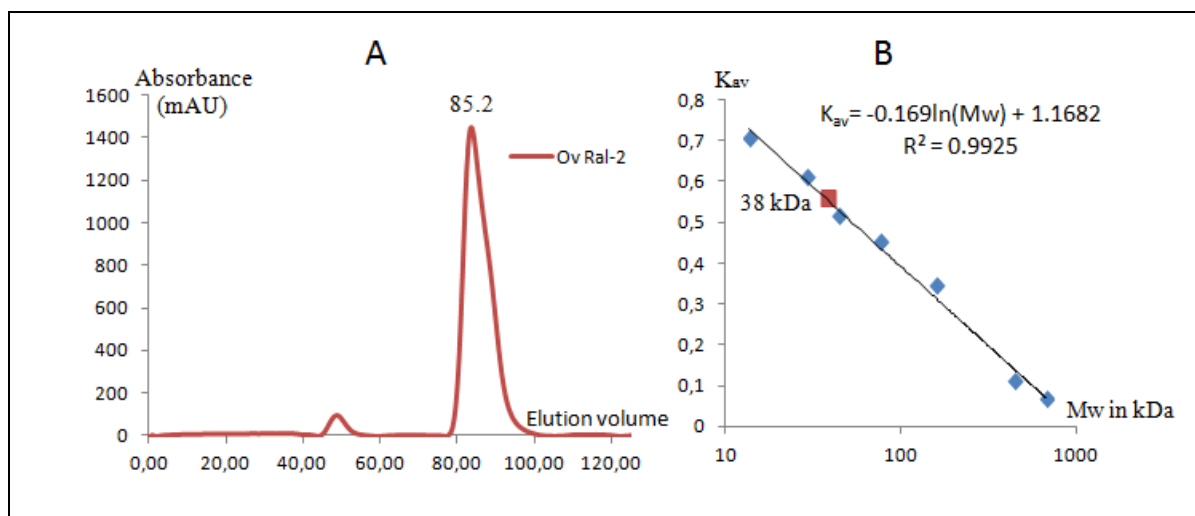 A
Absorbance
(mAU)
1600
1400
1200
1000
800
600
400
200
0
85.2
Ov Ral-2
Elution volume
0,00 20,00 40,00 60,00 80,00 100,00 120,00
B
Kav
0,8
0,7
0,6
0,5
0,4
0,3
0,2
0,1
0
Kav= -0.169ln(Mw) + 1.1682
R² = 0.9925
38 kDa
Mw in kDa
10 100 1000